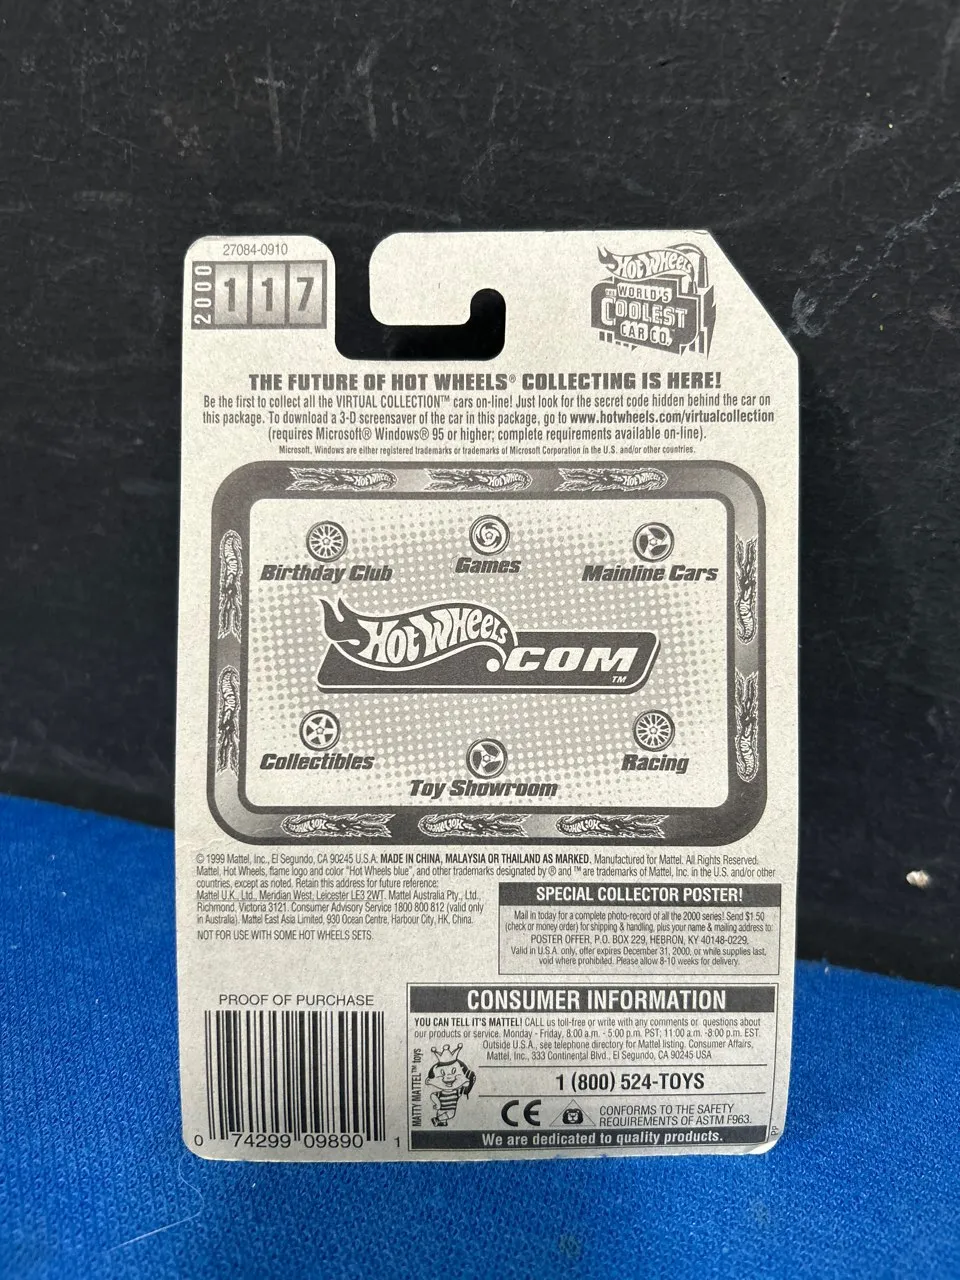 27084-0910
2000
117
HOT WHEELS
THE WORLD'S
COOLEST
CAR CO.
THE FUTURE OF HOT WHEELS® COLLECTING IS HERE!
Be the first to collect all the VIRTUAL COLLECTION™ cars on-line! Just look for the secret code hidden behind the car on
this package. To download a 3-D screensaver of the car in this package, go to www.hotwheels.com/virtualcollection
(requires Microsoft® Windows® 95 or higher; complete requirements available on-line).
Microsoft, Windows are either registered trademarks or trademarks of Microsoft Corporation in the U.S. and/or other countries.
HOT WHEELS HOT WHEELS HOT WHEELS
Birthday Club
Games
Mainline Cars
HOT WHEELS
.COM
TM
Collectibles
Toy Showroom
Racing
© 1999 Mattel, Inc., El Segundo, CA 90245 U.S.A. MADE IN CHINA, MALAYSIA OR THAILAND AS MARKED. Manufactured for Mattel. All Rights Reserved.
Mattel, Hot Wheels, flame logo and color "Hot Wheels blue", and other trademarks designated by ® and ™ are trademarks of Mattel, Inc. in the U.S. and/or other
countries, except as noted. Retain this address for future reference:
Mattel U.K., Ltd., Meridian West, Leicester LE3 2WT. Mattel Australia Pty., Ltd.,
Richmond, Victoria 3121. Consumer Advisory Service 1800 800 812 (valid only
in Australia). Mattel East Asia Limited, 930 Ocean Centre, Harbour City, HK, China.
NOT FOR USE WITH SOME HOT WHEELS SETS.
SPECIAL COLLECTOR POSTER!
Mail in today for a complete photo-record of all the 2000 series! Send $1.50
(check or money order) for shipping & handling, plus your name & mailing address to:
POSTER OFFER, P.O. BOX 229, HEBRON, KY 40148-0229.
Valid in U.S.A. only, offer expires December 31, 2000, or while supplies last,
void where prohibited. Please allow 8-10 weeks for delivery.
PROOF OF PURCHASE
0 74299 09890 1
CONSUMER INFORMATION
YOU CAN TELL IT'S MATTEL! CALL us toll-free or write with any comments or questions about
our products or service. Monday - Friday, 8:00 a.m. - 5:00 p.m. PST; 11:00 a.m. -8:00 p.m. EST.
Outside U.S.A., see telephone directory for Mattel listing. Consumer Affairs,
Mattel, Inc., 333 Continental Blvd., El Segundo, CA 90245 USA
MATTY MATTEL™ toys
1 (800) 524-TOYS
CE
CONFORMS TO THE SAFETY
REQUIREMENTS OF ASTM F963.
We are dedicated to quality products.
PP